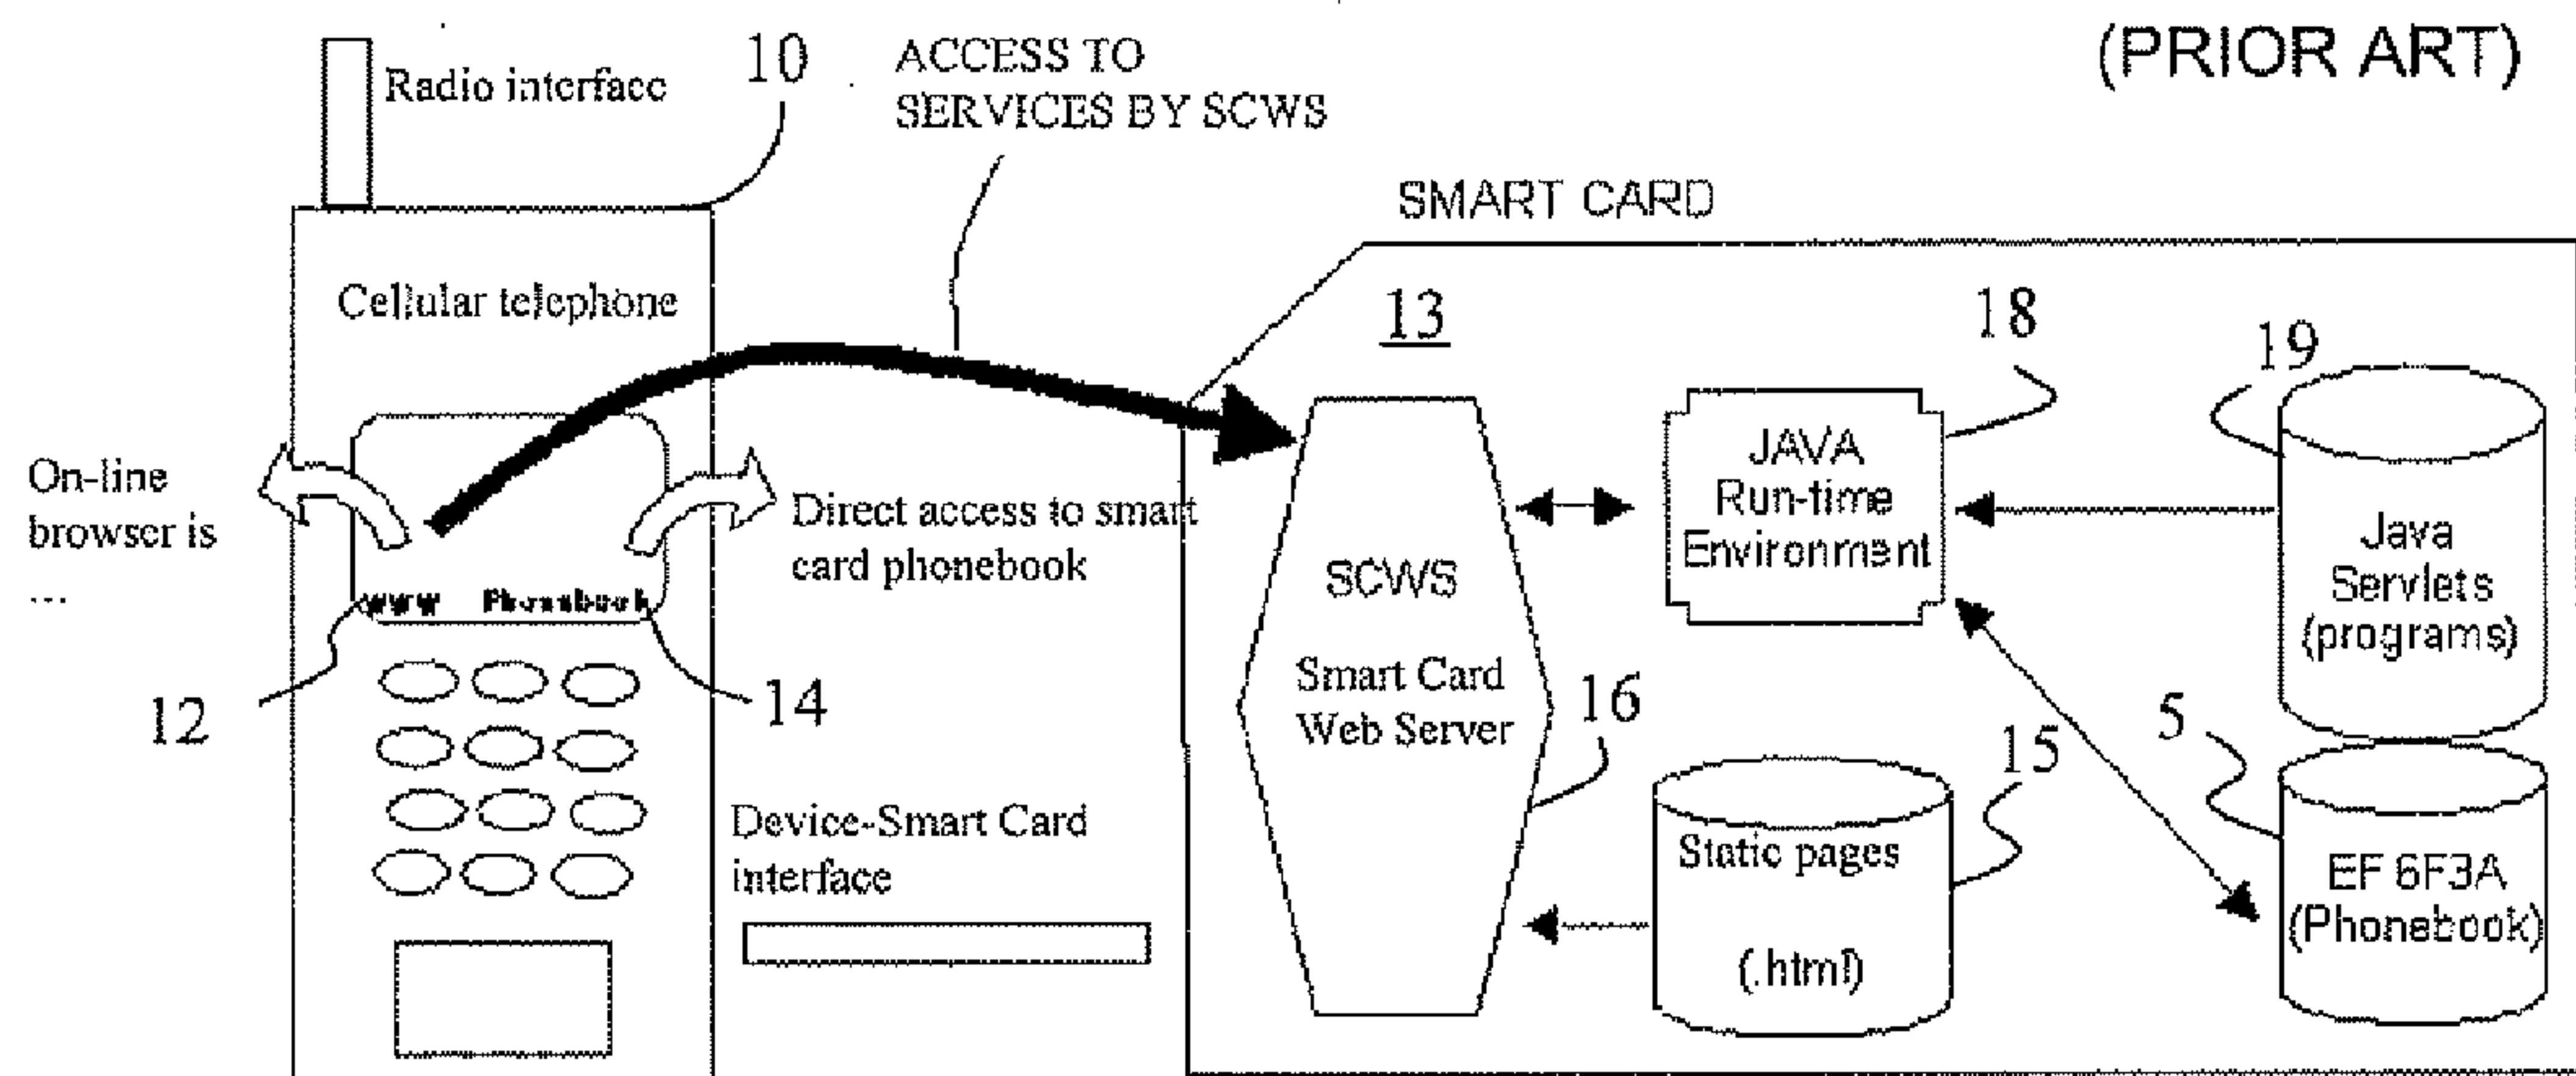 (PRIOR ART)
Radio interface
10
ACCESS TO
SERVICES BY SCWS
SMART CARD
Cellular telephone
13
18
19
On-line
browser is
...
Direct access to smart
card phonebook
www Phonebook
12
14
SCWS
Smart Card
Web Server
16
JAVA
Run-time
Environment
Java
Servlets
(programs)
5
15
Device-Smart Card
interface
Static pages
(.html)
EF 6F3A
(Phonebook)